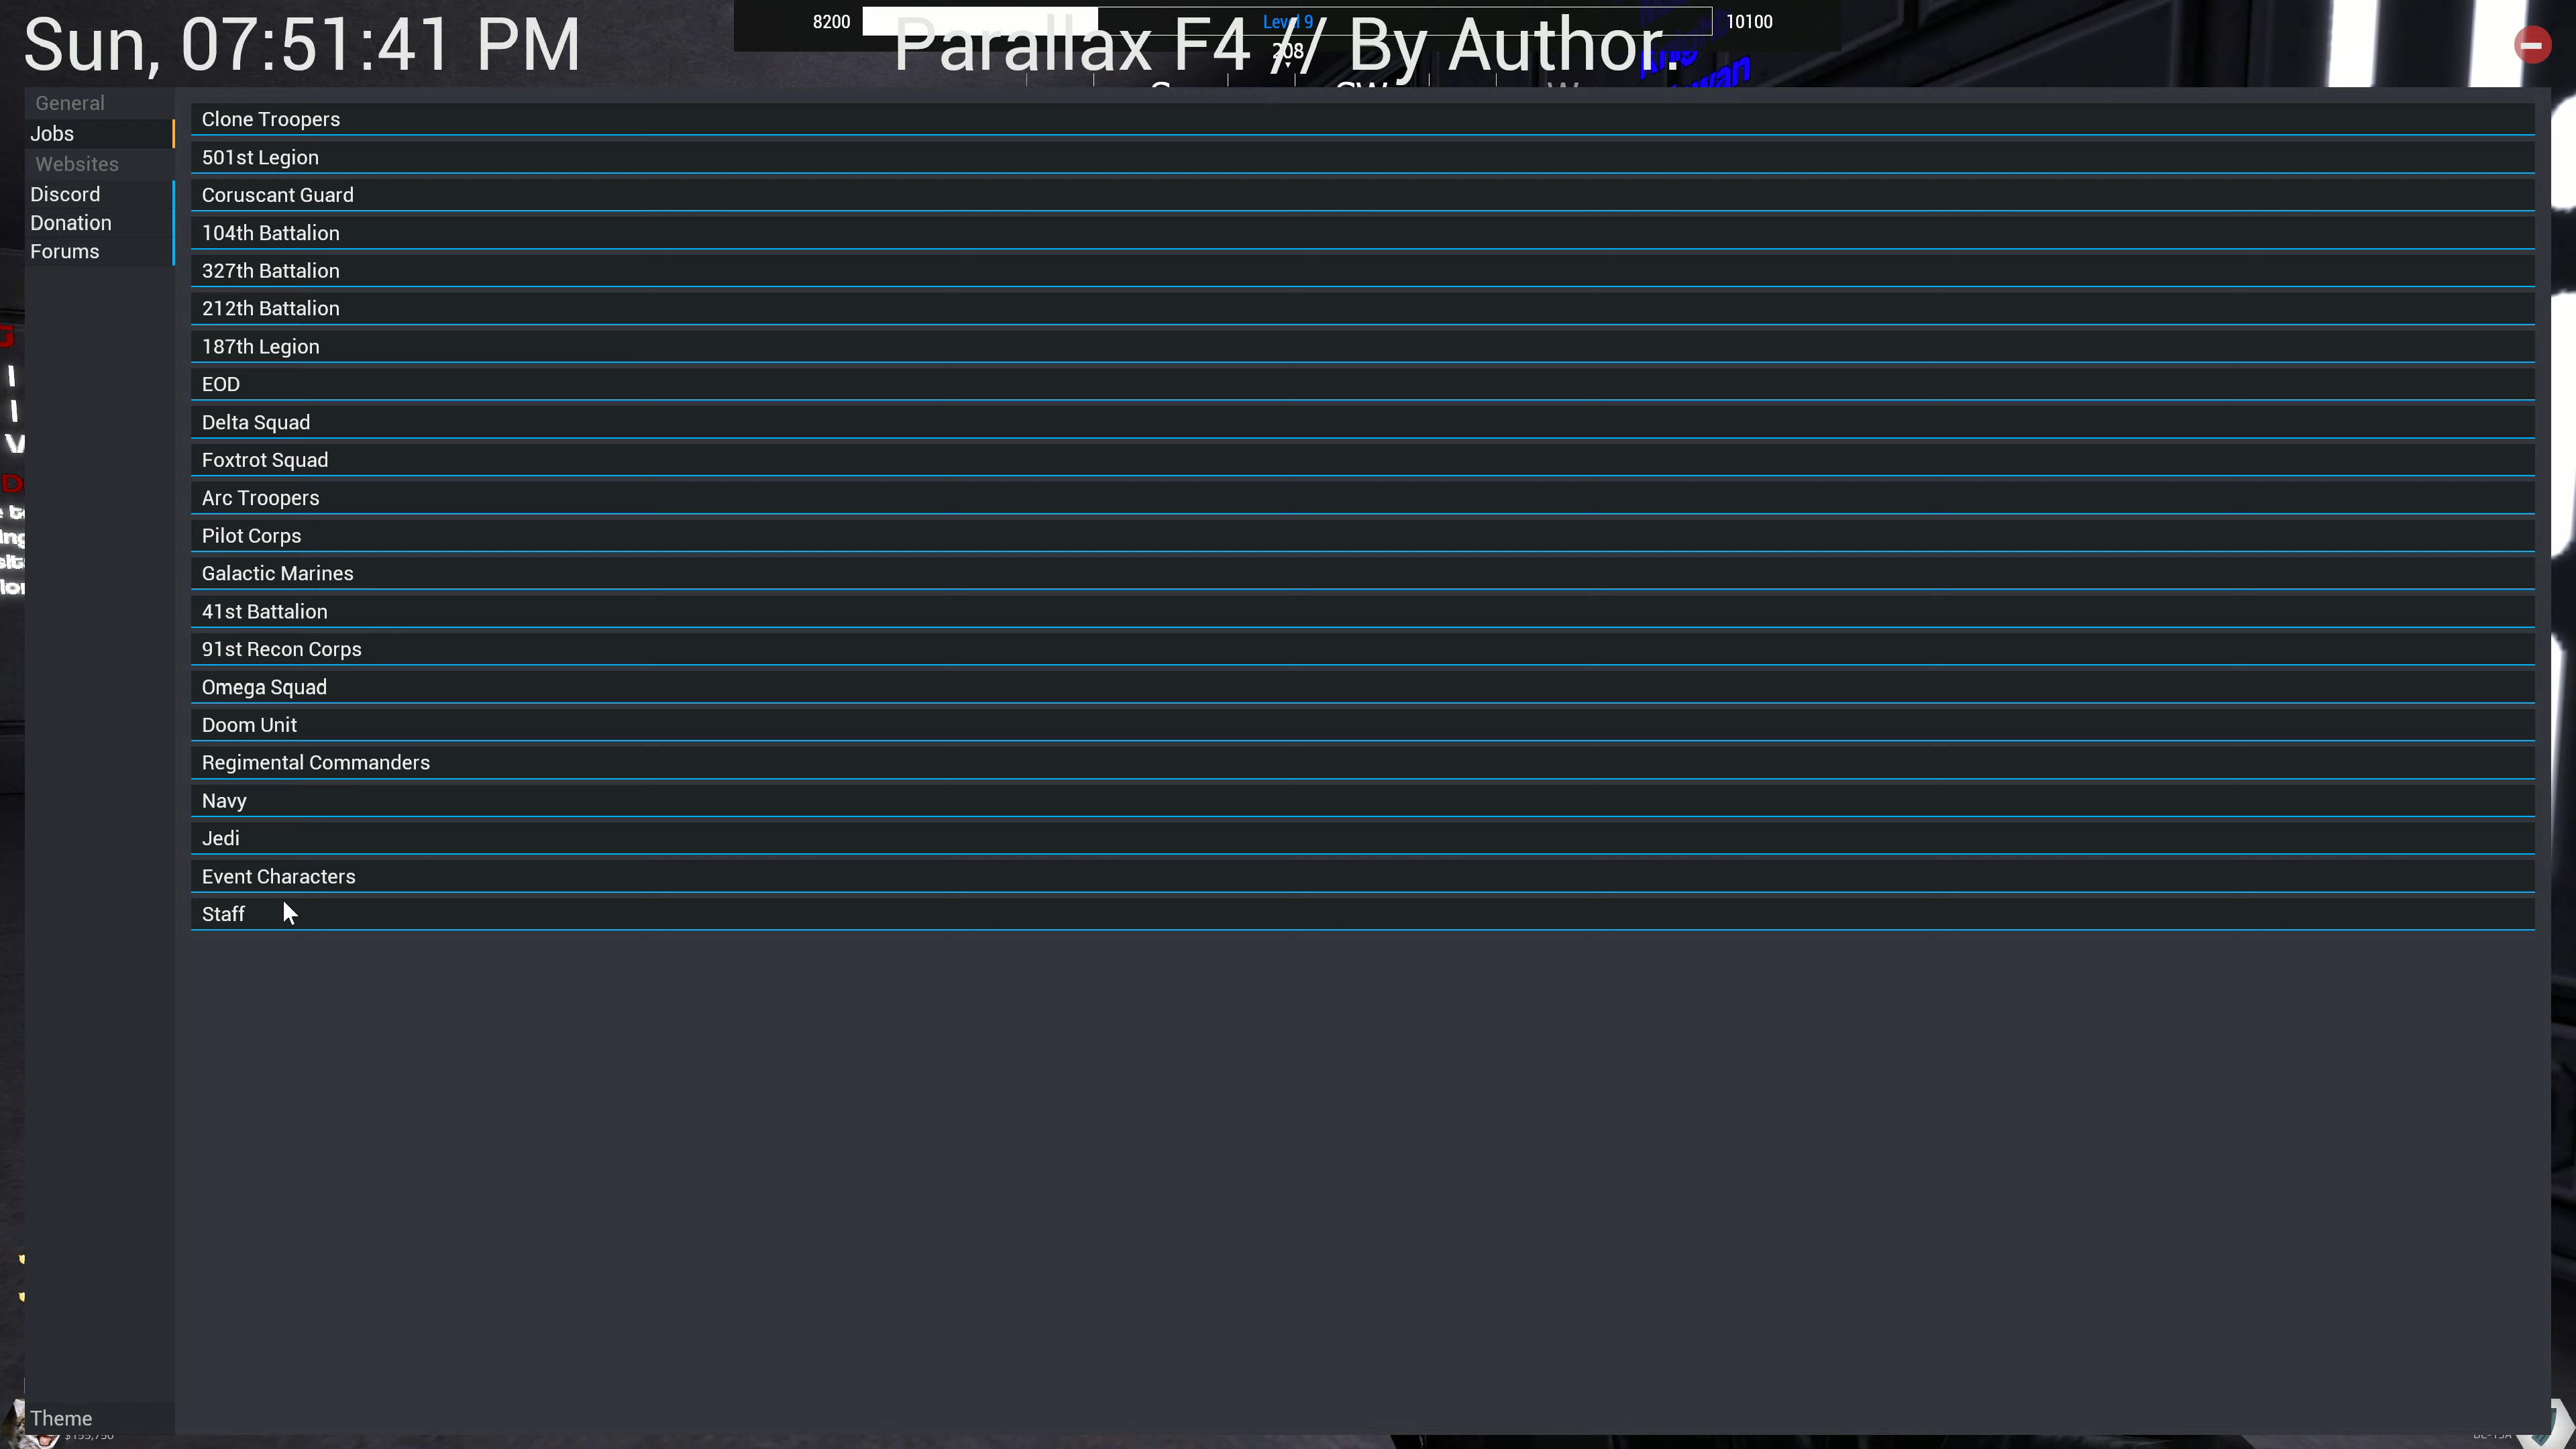 Sun, 07:51:41 PM
8200
Level 9
10100
Parallax F4 // By Author.
208
General
Jobs
Websites
Discord
Donation
Forums
Clone Troopers
501st Legion
Coruscant Guard
104th Battalion
327th Battalion
212th Battalion
187th Legion
EOD
Delta Squad
Foxtrot Squad
Arc Troopers
Pilot Corps
Galactic Marines
41st Battalion
91st Recon Corps
Omega Squad
Doom Unit
Regimental Commanders
Navy
Jedi
Event Characters
Staff
Theme